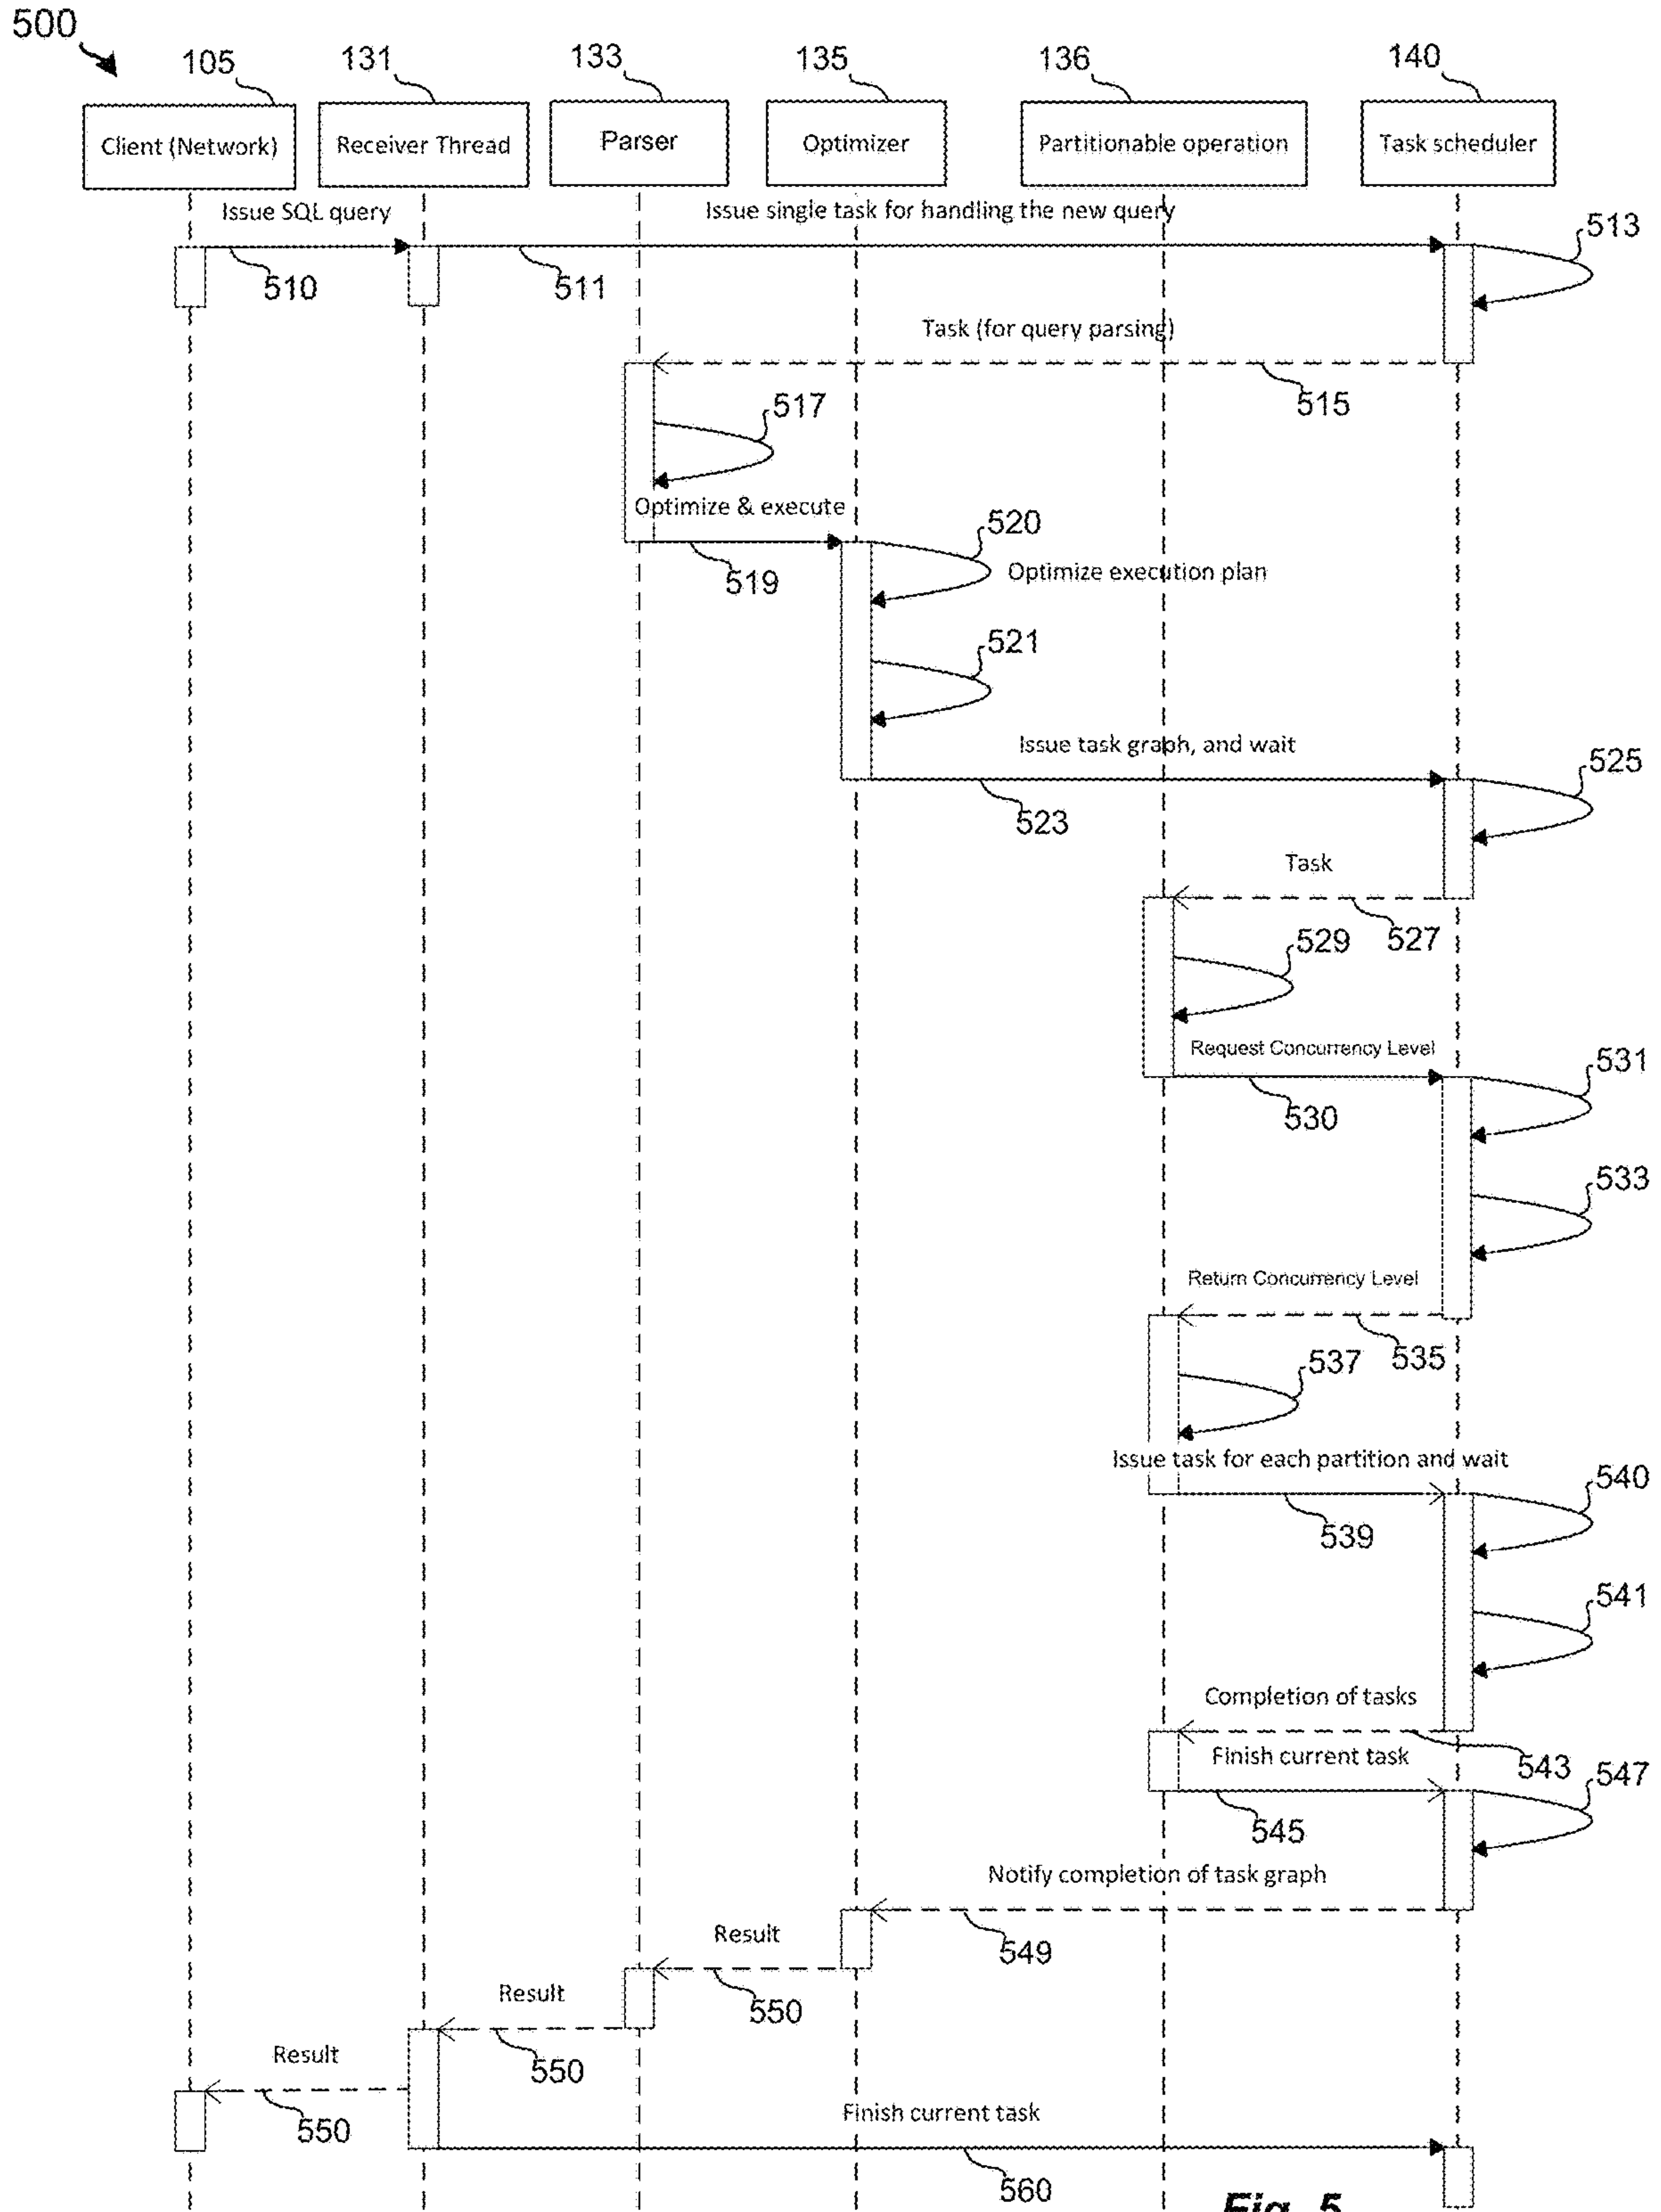 500
105
131
133
135
136
140
Client (Network)
Receiver Thread
Parser
Optimizer
Partitionable operation
Task scheduler
Issue SQL query
Issue single task for handling the new query
513
510
511
Task (for query parsing)
515
517
Optimize & execute
520
519
Optimize execution plan
521
Issue task graph, and wait
525
523
Task
527
529
Request Concurrency Level
531
530
533
Return Concurrency Level
535
537
Issue task for each partition and wait
540
539
541
Completion of tasks
543
Finish current task
547
545
Notify completion of task graph
549
Result
550
Result
550
Result
550
Finish current task
560
Fig. 5